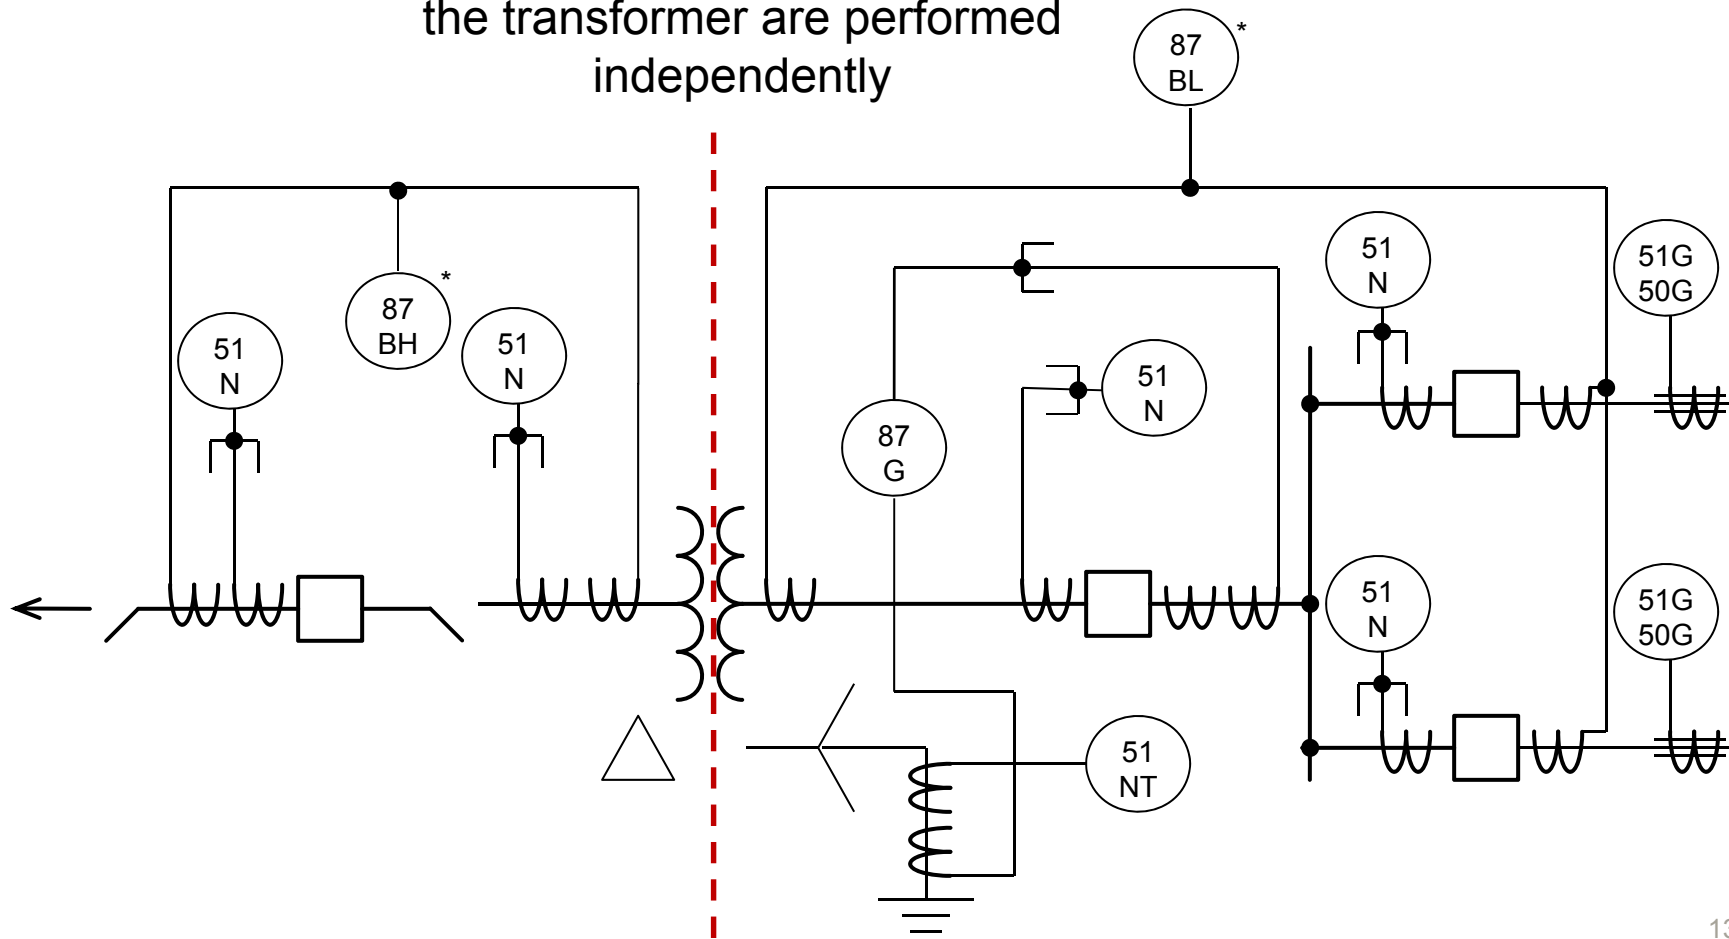 the transformer are performed
independently
87
BL
*
87
BH
*
51
N
51
N
87
G
51
N
51
N
51G
50G
51
N
51G
50G
51
NT
13